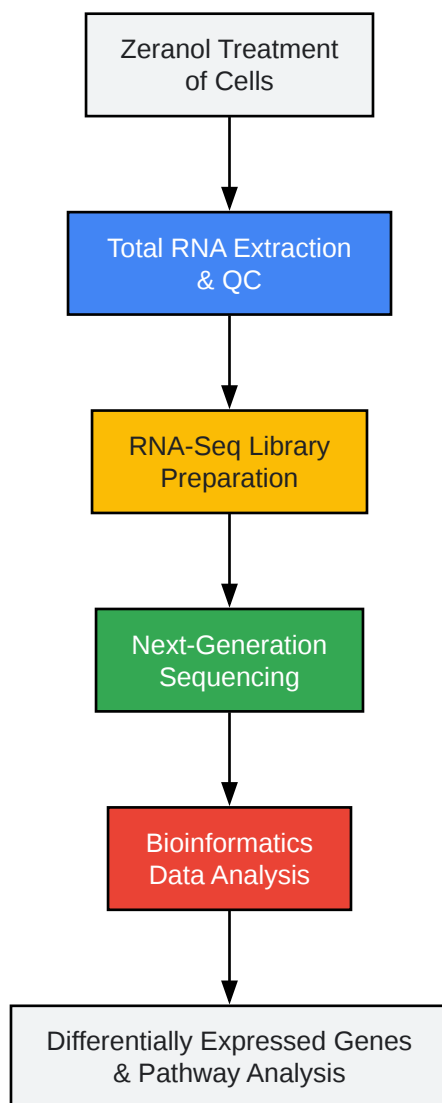 Zeranol Treatment
of Cells
Total RNA Extraction
& QC
RNA-Seq Library
Preparation
Next-Generation
Sequencing
Bioinformatics
Data Analysis
Differentially Expressed Genes
& Pathway Analysis